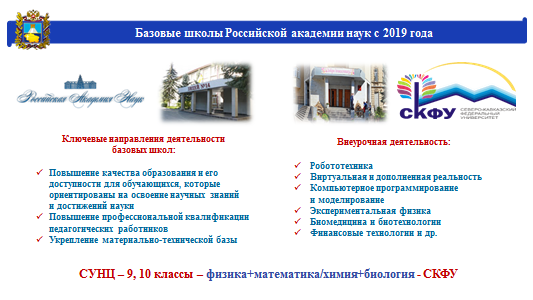 Базовые школы Российской академии наук с 2019 года
Российская Академия Наук
СКФУ
СЕВЕРО-КАВКАЗСКИЙ
ФЕДЕРАЛЬНЫЙ
УНИВЕРСИТЕТ
Ключевые направления деятельности
базовых школ:
✓ Повышение качества образования и его
доступности для обучающихся, которые
ориентированы на освоение научных знаний
и достижений науки
✓ Повышение профессиональной квалификации
педагогических работников
✓ Укрепление материально-технической базы
Внеурочная деятельность:
✓ Робототехника
✓ Виртуальная и дополненная реальность
✓ Компьютерное программирование
и моделирование
✓ Экспериментальная физика
✓ Биомедицина и биотехнологии
✓ Финансовые технологии и др.
СУНЦ – 9, 10 классы – физика+математика/химия+биология - СКФУ